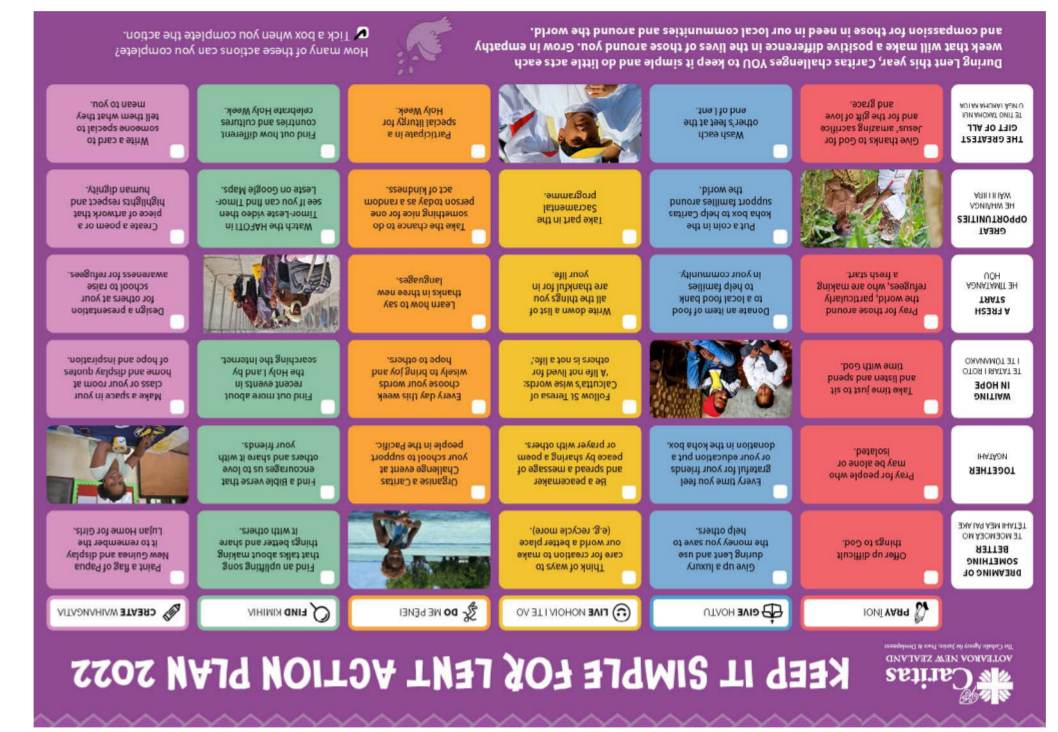 Caritas
AOTEAROA NEW ZEALAND
The Catholic Agency for Justice, Peace & Development
KEEP IT SIMPLE FOR LENT ACTION PLAN 2022
PRAY ĪNOI
GIVE HOATU
LIVE NOHOIA I TE AO
DO ME PĒNEI
FIND KIMIHIA
CREATE WAIHANGATIA
DREAMING OF
SOMETHING
BETTER
TE MOEMOEĀ MO
TĒTAHI MEA PAI AKE
Offer up difficult
things to God.
Give up a luxury
during Lent and use
the money you save to
help others.
Think of ways to
care for creation to make
our world a better place
(e.g. recycle more).
Find an uplifting song
that talks about making
things better and share
it with others.
Paint a flag of Papua
New Guinea and display
it to remember the
Lujan Home for Girls.
TOGETHER
NGATAHI
Pray for people who
may be alone or
isolated.
Every time you feel
grateful for your friends
or your education put a
donation in the koha box.
Be a peacemaker
and spread a message of
peace by sharing a poem
or prayer with others.
Organise a Caritas
Challenge event at
your school to support
people in the Pacific.
Find a Bible verse that
encourages us to love
others and share it with
your friends.
WAITING
IN HOPE
TE TATARI I ROTO
I TE TŪMANAKO
Take time just to sit
and listen and spend
time with God.
Follow St Teresa of
Calcutta's wise words:
'A life not lived for
others is not a life.'
Every day this week
choose your words
wisely to bring joy and
hope to others.
Find out more about
recent events in
the Holy Land by
searching the internet.
Make a space in your
class or your room at
home and display quotes
of hope and inspiration.
A FRESH
START
HE TĪMATANGA
HOU
Pray for those around
the world, particularly
refugees, who are making
a fresh start.
Donate an item of food
to a local food bank
to help families
in your community.
Write down a list of
all the things you
are thankful for in
your life.
Learn how to say
thanks in three new
languages.
Design a presentation
for others at your
school to raise
awareness for refugees.
GREAT
OPPORTUNITIES
HE WHAINGA
Put a coin in the
koha box to help Caritas
support families around
the world.
Take part in the
Sacramental
programme.
Take the chance to do
something nice for one
person today as a random
act of kindness.
Watch the HAFOTI in
Timor-Leste video then
see if you can find Timor-
Leste on Google Maps.
Create a poem or a
piece of artwork that
highlights respect and
human dignity.
THE GREATEST
GIFT OF ALL
Give thanks to God for
Jesus' amazing sacrifice
and for the gift of love
and grace.
Wash each
other's feet at the
end of Lent.
Participate in a
special liturgy for
Holy Week.
Find out how different
countries and cultures
celebrate Holy Week.
Write a card to
someone special to
tell them what they
mean to you.
During Lent this year, Caritas challenges YOU to keep it simple and do little acts each
week that will make a positive difference in the lives of those around you. Grow in empathy
and compassion for those in need in our local communities and around the world.
How many of these actions can you complete?
Tick a box when you complete the action.